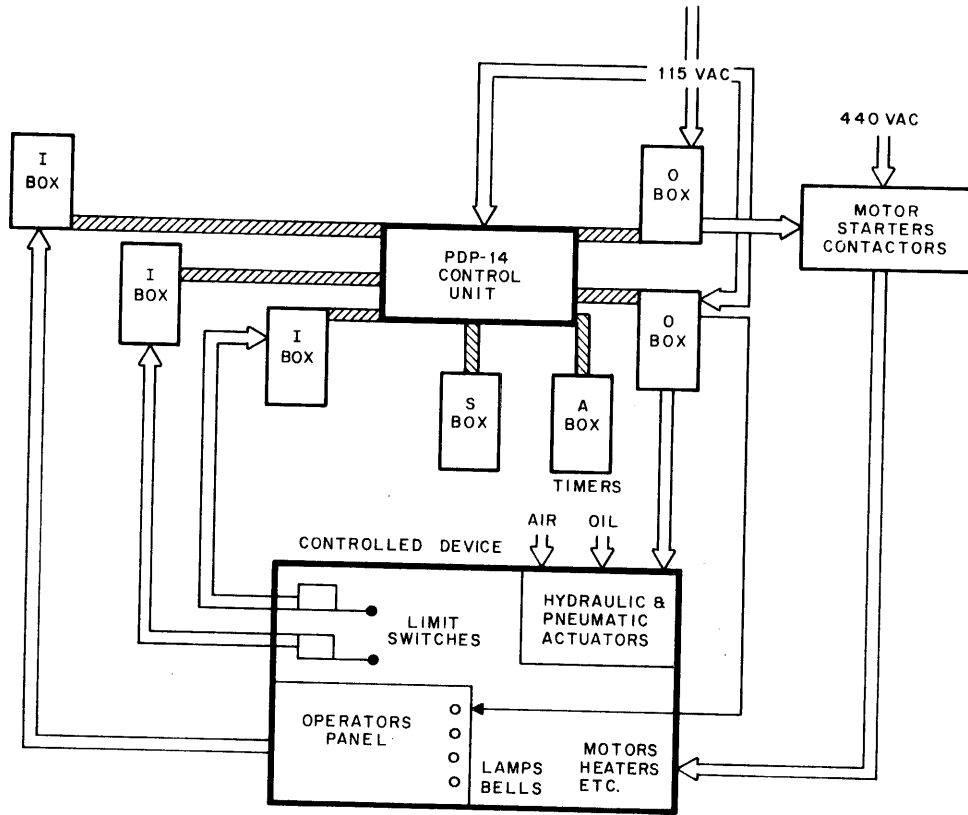 115 VAC
440 VAC
I
BOX
O
BOX
MOTOR
STARTERS
CONTACTORS
I
BOX
PDP-14
CONTROL
UNIT
I
BOX
O
BOX
S
BOX
A
BOX
TIMERS
AIR
OIL
CONTROLLED DEVICE
LIMIT
SWITCHES
HYDRAULIC &
PNEUMATIC
ACTUATORS
OPERATORS
PANEL
LAMPS
BELLS
MOTORS
HEATERS
ETC.